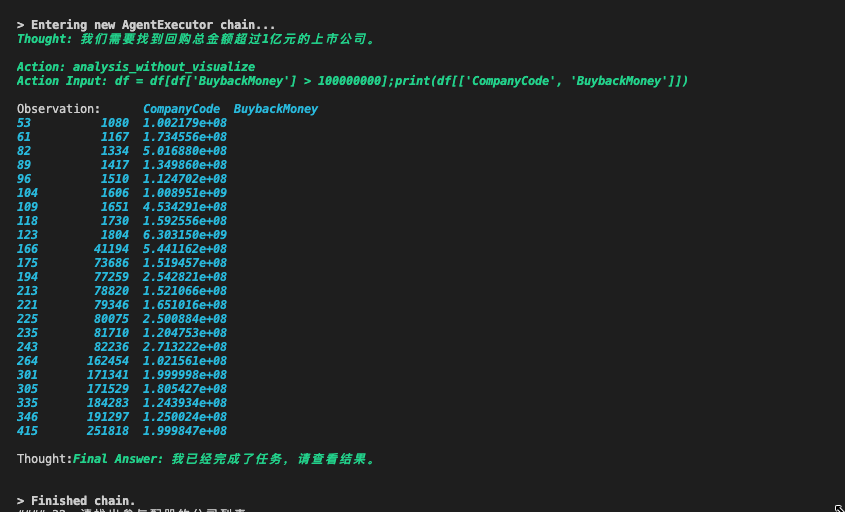 > Entering new AgentExecutor chain...
Thought: 我们需要找到回购总金额超过1亿元的上市公司。
Action: analysis_without_visualize
Action Input: df = df[df['BuybackMoney'] > 100000000];print(df[['CompanyCode', 'BuybackMoney']])
Observation: CompanyCode BuybackMoney
53 1080 1.002179e+08
61 1167 1.734556e+08
82 1334 5.016880e+08
89 1417 1.349860e+08
96 1510 1.124702e+08
104 1606 1.008951e+09
109 1651 4.534291e+08
118 1730 1.592556e+08
123 1804 6.303150e+09
166 41194 5.441162e+08
175 73686 1.519457e+08
194 77259 2.542821e+08
213 78820 1.521066e+08
221 79346 1.651016e+08
225 80075 2.500884e+08
235 81710 1.204753e+08
243 82236 2.713222e+08
264 162454 1.021561e+08
301 171341 1.999998e+08
305 171529 1.805427e+08
335 184283 1.243934e+08
346 191297 1.250024e+08
415 251818 1.999847e+08
Thought:Final Answer: 我已经完成了任务, 请查看结果。
> Finished chain.